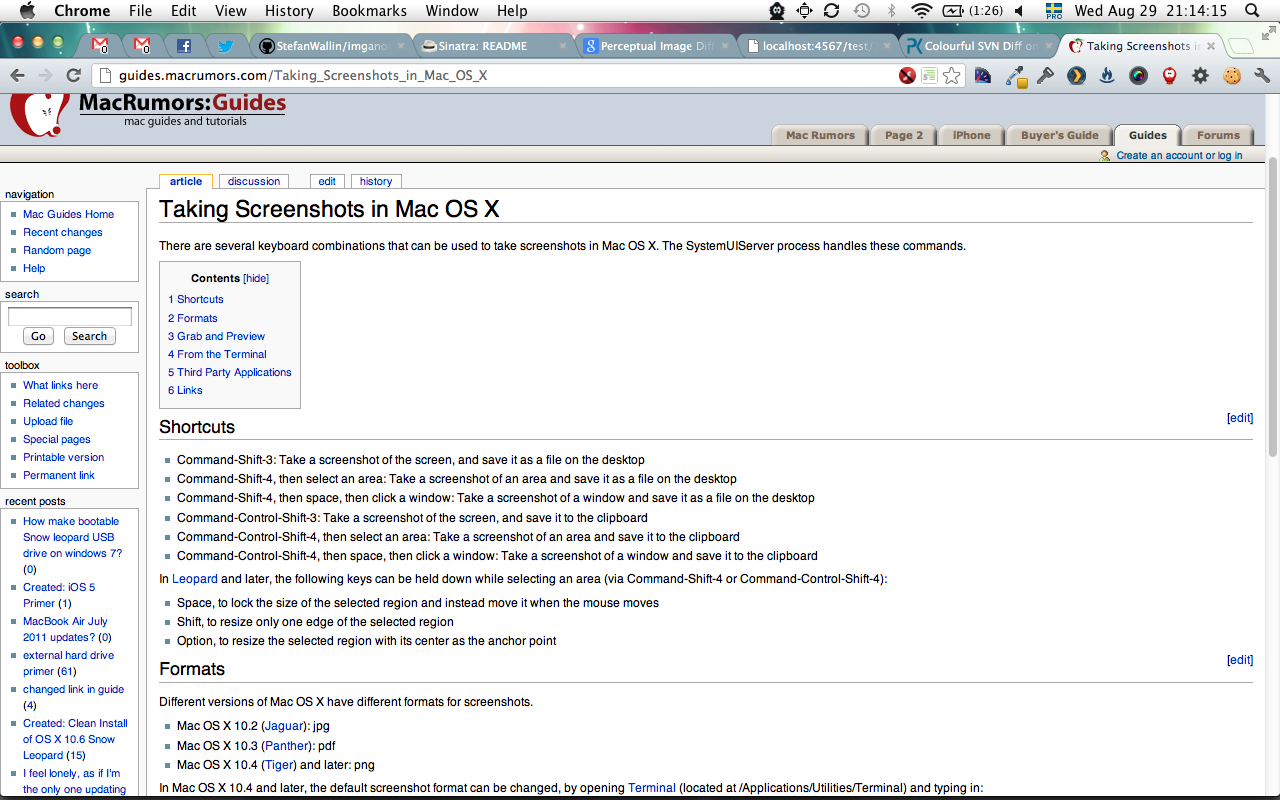 Chrome File Edit View History Bookmarks Window Help (1:26) PRO Wed Aug 29 21:14:15
StefanWallin/imgano
Sinatra: README
Perceptual Image Diff
localhost:4567/test/
Colourful SVN Diff on
Taking Screenshots in
guides.macrumors.com/Taking_Screenshots_in_Mac_OS_X
MacRumors:Guides
mac guides and tutorials
Mac Rumors Page 2 iPhone Buyer's Guide Guides Forums
Create an account or log in
article discussion edit history
navigation
Mac Guides Home
Recent changes
Random page
Help
search
Go Search
toolbox
What links here
Related changes
Upload file
Special pages
Printable version
Permanent link
recent posts
How make bootable
Snow leopard USB
drive on windows 7?
(0)
Created: iOS 5
Primer (1)
MacBook Air July
2011 updates? (0)
external hard drive
primer (61)
changed link in guide
(4)
Created: Clean Install
of OS X 10.6 Snow
Leopard (15)
I feel lonely, as if I'm
the only one updating
Taking Screenshots in Mac OS X
There are several keyboard combinations that can be used to take screenshots in Mac OS X. The SystemUIServer process handles these commands.
Contents [hide]
1 Shortcuts
2 Formats
3 Grab and Preview
4 From the Terminal
5 Third Party Applications
6 Links
Shortcuts [edit]
Command-Shift-3: Take a screenshot of the screen, and save it as a file on the desktop
Command-Shift-4, then select an area: Take a screenshot of an area and save it as a file on the desktop
Command-Shift-4, then space, then click a window: Take a screenshot of a window and save it as a file on the desktop
Command-Control-Shift-3: Take a screenshot of the screen, and save it to the clipboard
Command-Control-Shift-4, then select an area: Take a screenshot of an area and save it to the clipboard
Command-Control-Shift-4, then space, then click a window: Take a screenshot of a window and save it to the clipboard
In Leopard and later, the following keys can be held down while selecting an area (via Command-Shift-4 or Command-Control-Shift-4):
Space, to lock the size of the selected region and instead move it when the mouse moves
Shift, to resize only one edge of the selected region
Option, to resize the selected region with its center as the anchor point
Formats [edit]
Different versions of Mac OS X have different formats for screenshots.
Mac OS X 10.2 (Jaguar): jpg
Mac OS X 10.3 (Panther): pdf
Mac OS X 10.4 (Tiger) and later: png
In Mac OS X 10.4 and later, the default screenshot format can be changed, by opening Terminal (located at /Applications/Utilities/Terminal) and typing in: